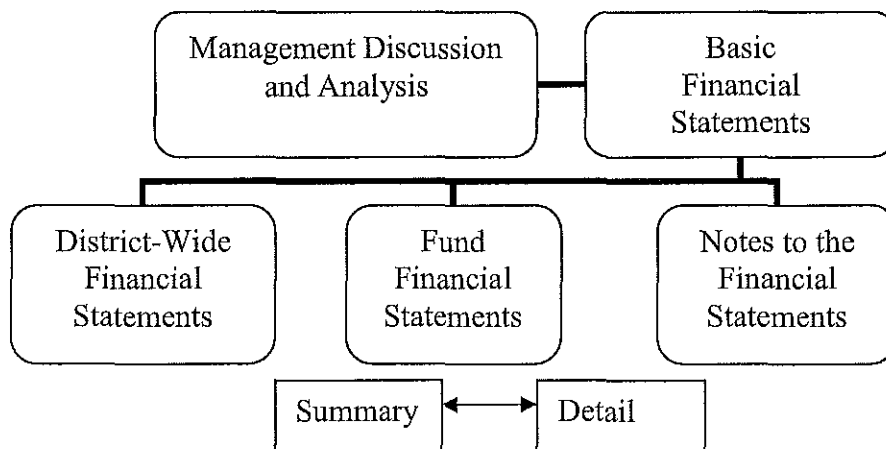 Management Discussion
and Analysis
Basic
Financial
Statements
District-Wide
Financial
Statements
Fund
Financial
Statements
Notes to the
Financial
Statements
Summary
Detail